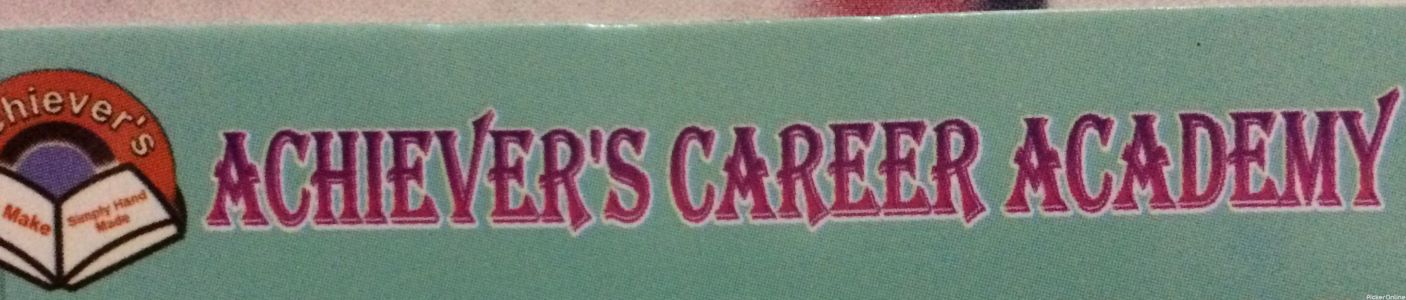 chiever's
Make
Simply Hand
Made
ACHIEVER'S CAREER ACADEMY
PickerOnline